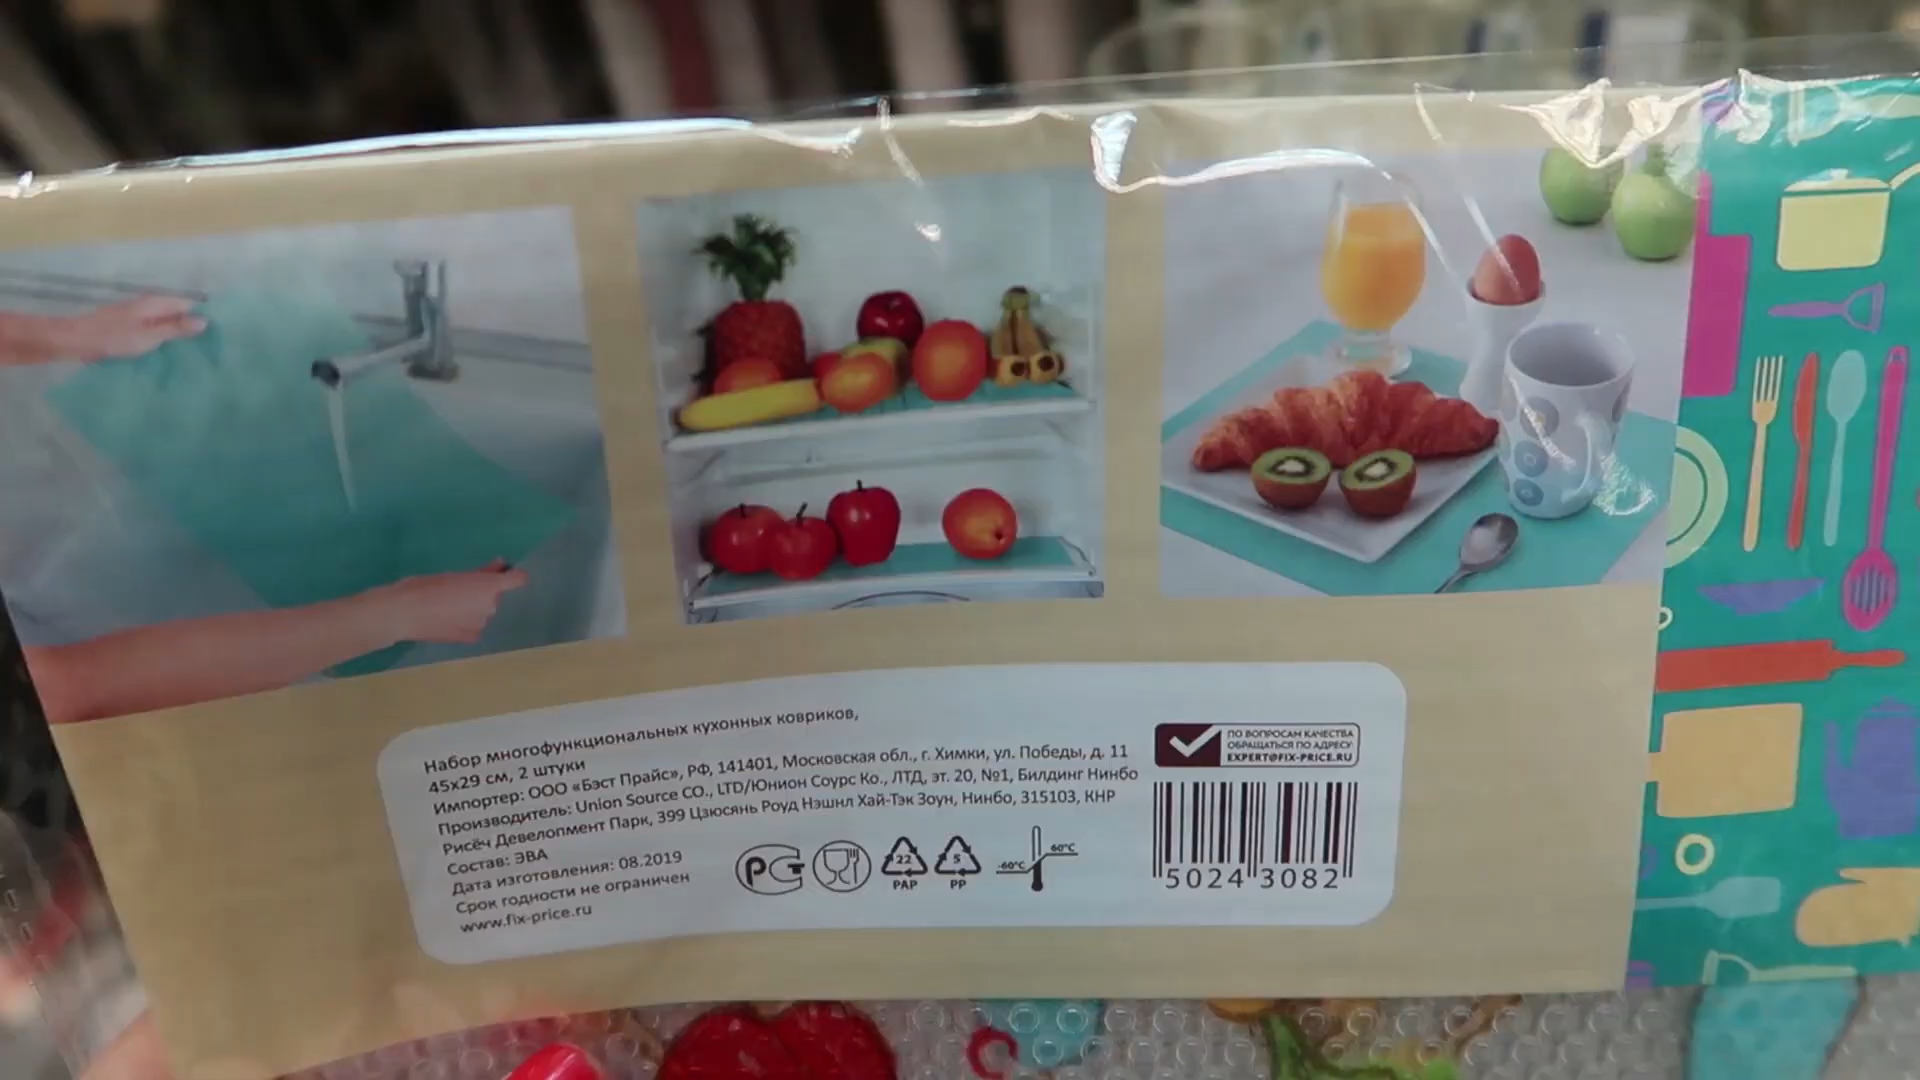 Набор многофункциональных кухонных ковриков,
45x29 см, 2 штуки
Импортер: ООО «Бэст Прайс», РФ, 141401, Московская обл., г. Химки, ул. Победы, д. 11
Производитель: Union Source CO., LTD/Юнион Соурс Ко., ЛТД, эт. 20, №1, Билдинг Нинбо
Рисёч Девелопмент Парк, 399 Цзюсянь Роуд Нэшнл Хай-Тэк Зоун, Нинбо, 315103, КНР
Состав: ЭВА
Дата изготовления: 08.2019
Срок годности не ограничен
www.fix-price.ru
РСТ
22
PAP
5
PP
-60°C
60°C
ПО ВОПРОСАМ КАЧЕСТВА
ОБРАЩАТЬСЯ ПО АДРЕСУ:
EXPERT@FIX-PRICE.RU
5024 3082